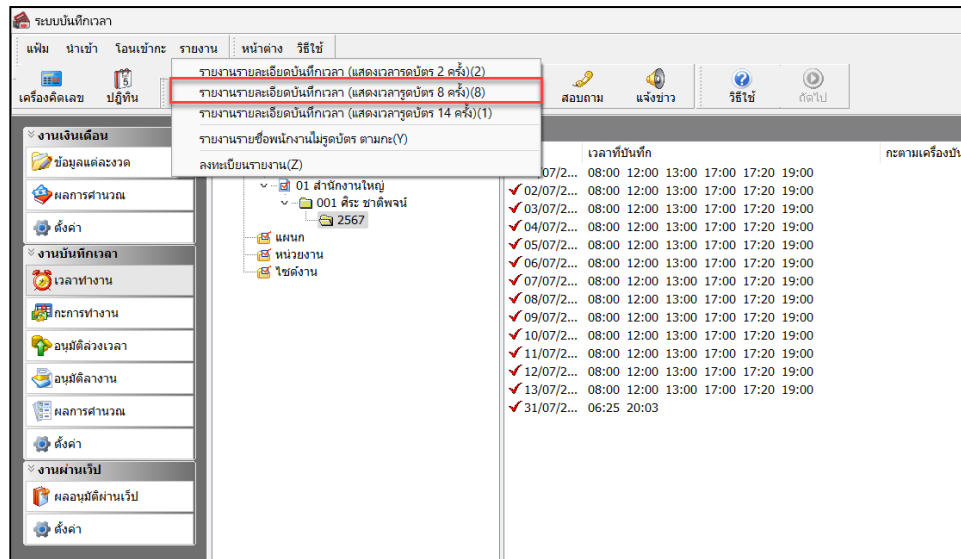 ระบบบันทึกเวลา
แฟ้ม นำเข้า โอนเข้ากะ รายงาน หน้าต่าง วิธีใช้
รายงานรายละเอียดบันทึกเวลา (แสดงเวลารูดบัตร 2 ครั้ง)(2)
รายงานรายละเอียดบันทึกเวลา (แสดงเวลารูดบัตร 8 ครั้ง)(8)
รายงานรายละเอียดบันทึกเวลา (แสดงเวลารูดบัตร 14 ครั้ง)(1)
รายงานรายชื่อพนักงานไม่รูดบัตร ตามกะ(Y)
ลงทะเบียนรายงาน(Z)
เครื่องคิดเลข ปฏิทิน สอบถาม แจ้งข่าว วิธีใช้ ถัดไป
งานเงินเดือน
ข้อมูลแต่ละงวด
ผลการคำนวณ
ตั้งค่า
งานบันทึกเวลา
เวลาทำงาน
กะการทำงาน
อนุมัติล่วงเวลา
อนุมัติลางาน
ผลการคำนวณ
ตั้งค่า
งานผ่านเว็ป
ผลอนุมัติผ่านเว็ป
ตั้งค่า
01 สำนักงานใหญ่
001 ศิระ ชาติพจน์
2567
แผนก
หน่วยงาน
ไซด์งาน
เวลาที่บันทึก กะตามเครื่องบัน
/07/2... 08:00 12:00 13:00 17:00 17:20 19:00
02/07/2... 08:00 12:00 13:00 17:00 17:20 19:00
03/07/2... 08:00 12:00 13:00 17:00 17:20 19:00
04/07/2... 08:00 12:00 13:00 17:00 17:20 19:00
05/07/2... 08:00 12:00 13:00 17:00 17:20 19:00
06/07/2... 08:00 12:00 13:00 17:00 17:20 19:00
07/07/2... 08:00 12:00 13:00 17:00 17:20 19:00
08/07/2... 08:00 12:00 13:00 17:00 17:20 19:00
09/07/2... 08:00 12:00 13:00 17:00 17:20 19:00
10/07/2... 08:00 12:00 13:00 17:00 17:20 19:00
11/07/2... 08:00 12:00 13:00 17:00 17:20 19:00
12/07/2... 08:00 12:00 13:00 17:00 17:20 19:00
13/07/2... 08:00 12:00 13:00 17:00 17:20 19:00
31/07/2... 06:25 20:03